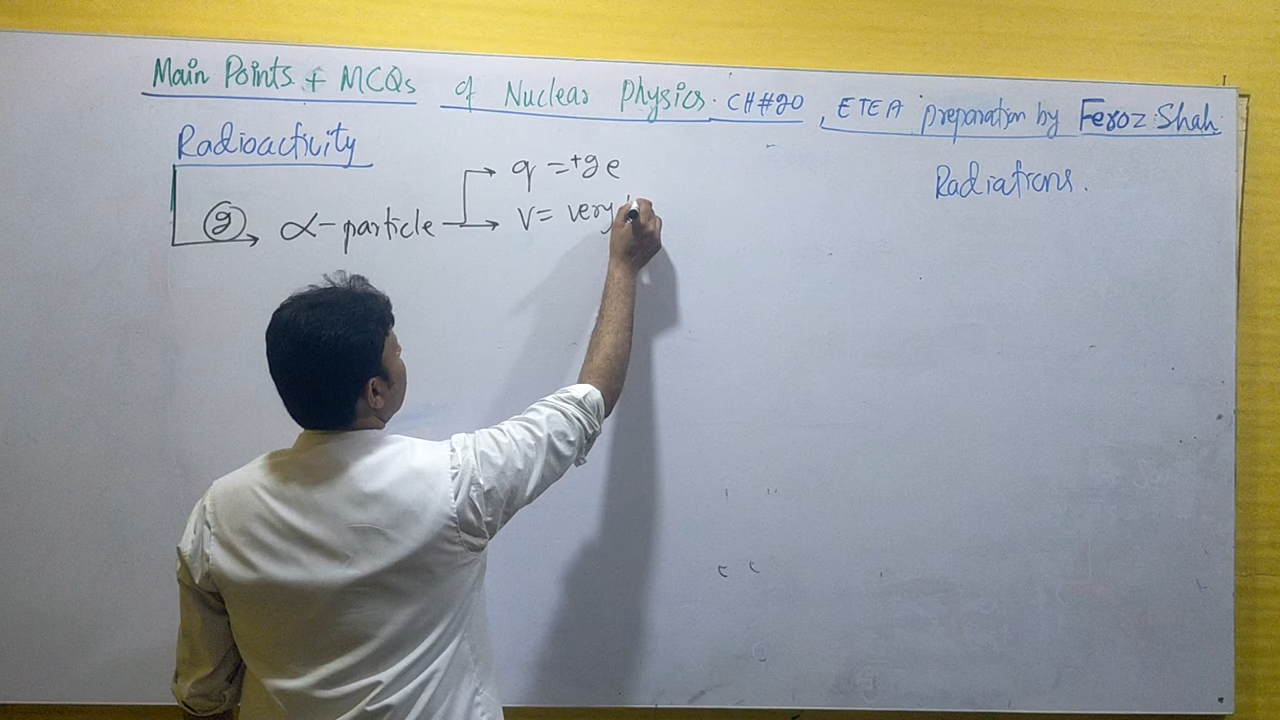 Main Points + MCQs of Nuclear Physics. CH#20, ETEA preparation by Feroz Shah
Radioactivity
Radiations.
q = +2e
② α-particle
V = very